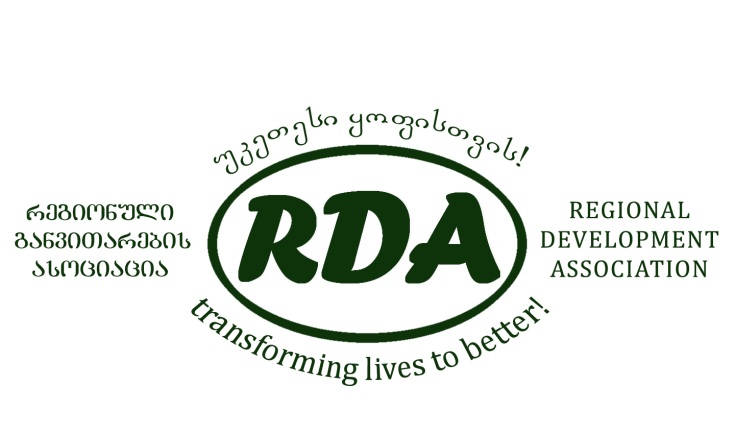 უკეთესი ყოფისთვის!
რეგიონული
განვითარების
ასოციაცია
RDA
REGIONAL
DEVELOPMENT
ASSOCIATION
transforming lives to better!